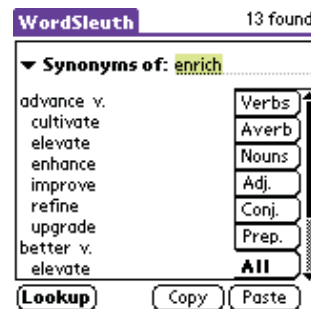 WordSleuth 13 found
Synonyms of: enrich
advance v.
cultivate
elevate
enhance
improve
refine
upgrade
better v.
elevate
Verbs
Averb
Nouns
Adj.
Conj.
Prep.
All
Lookup Copy Paste